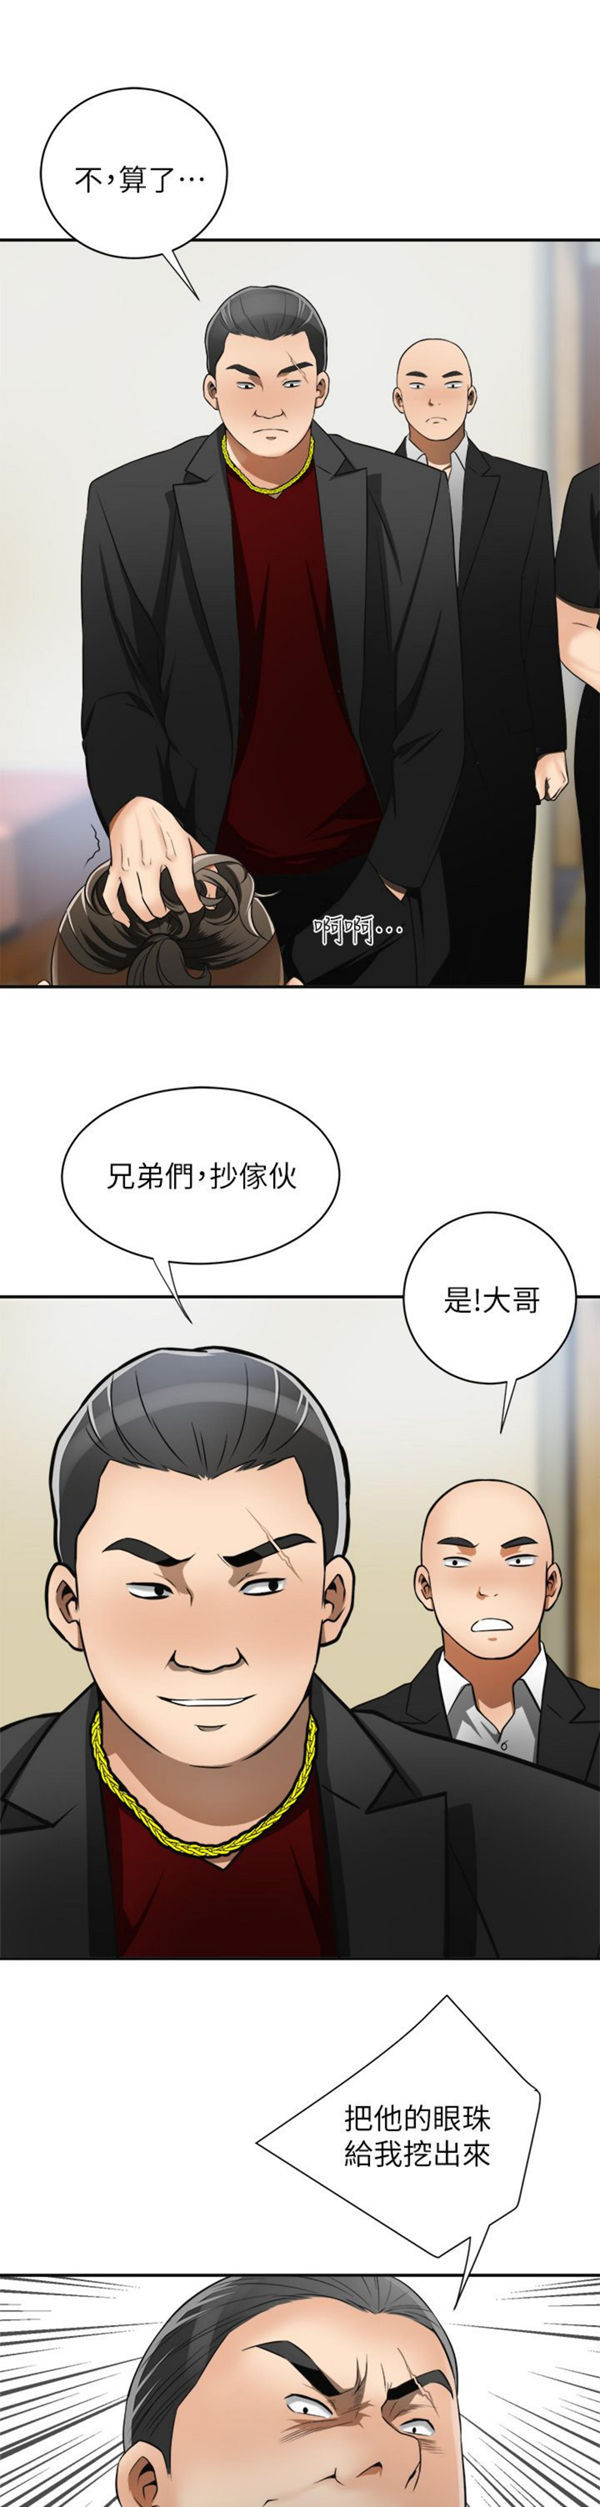 不，算了…
啊啊…
兄弟們，抄傢伙
是！大哥
把他的眼珠
給我挖出來